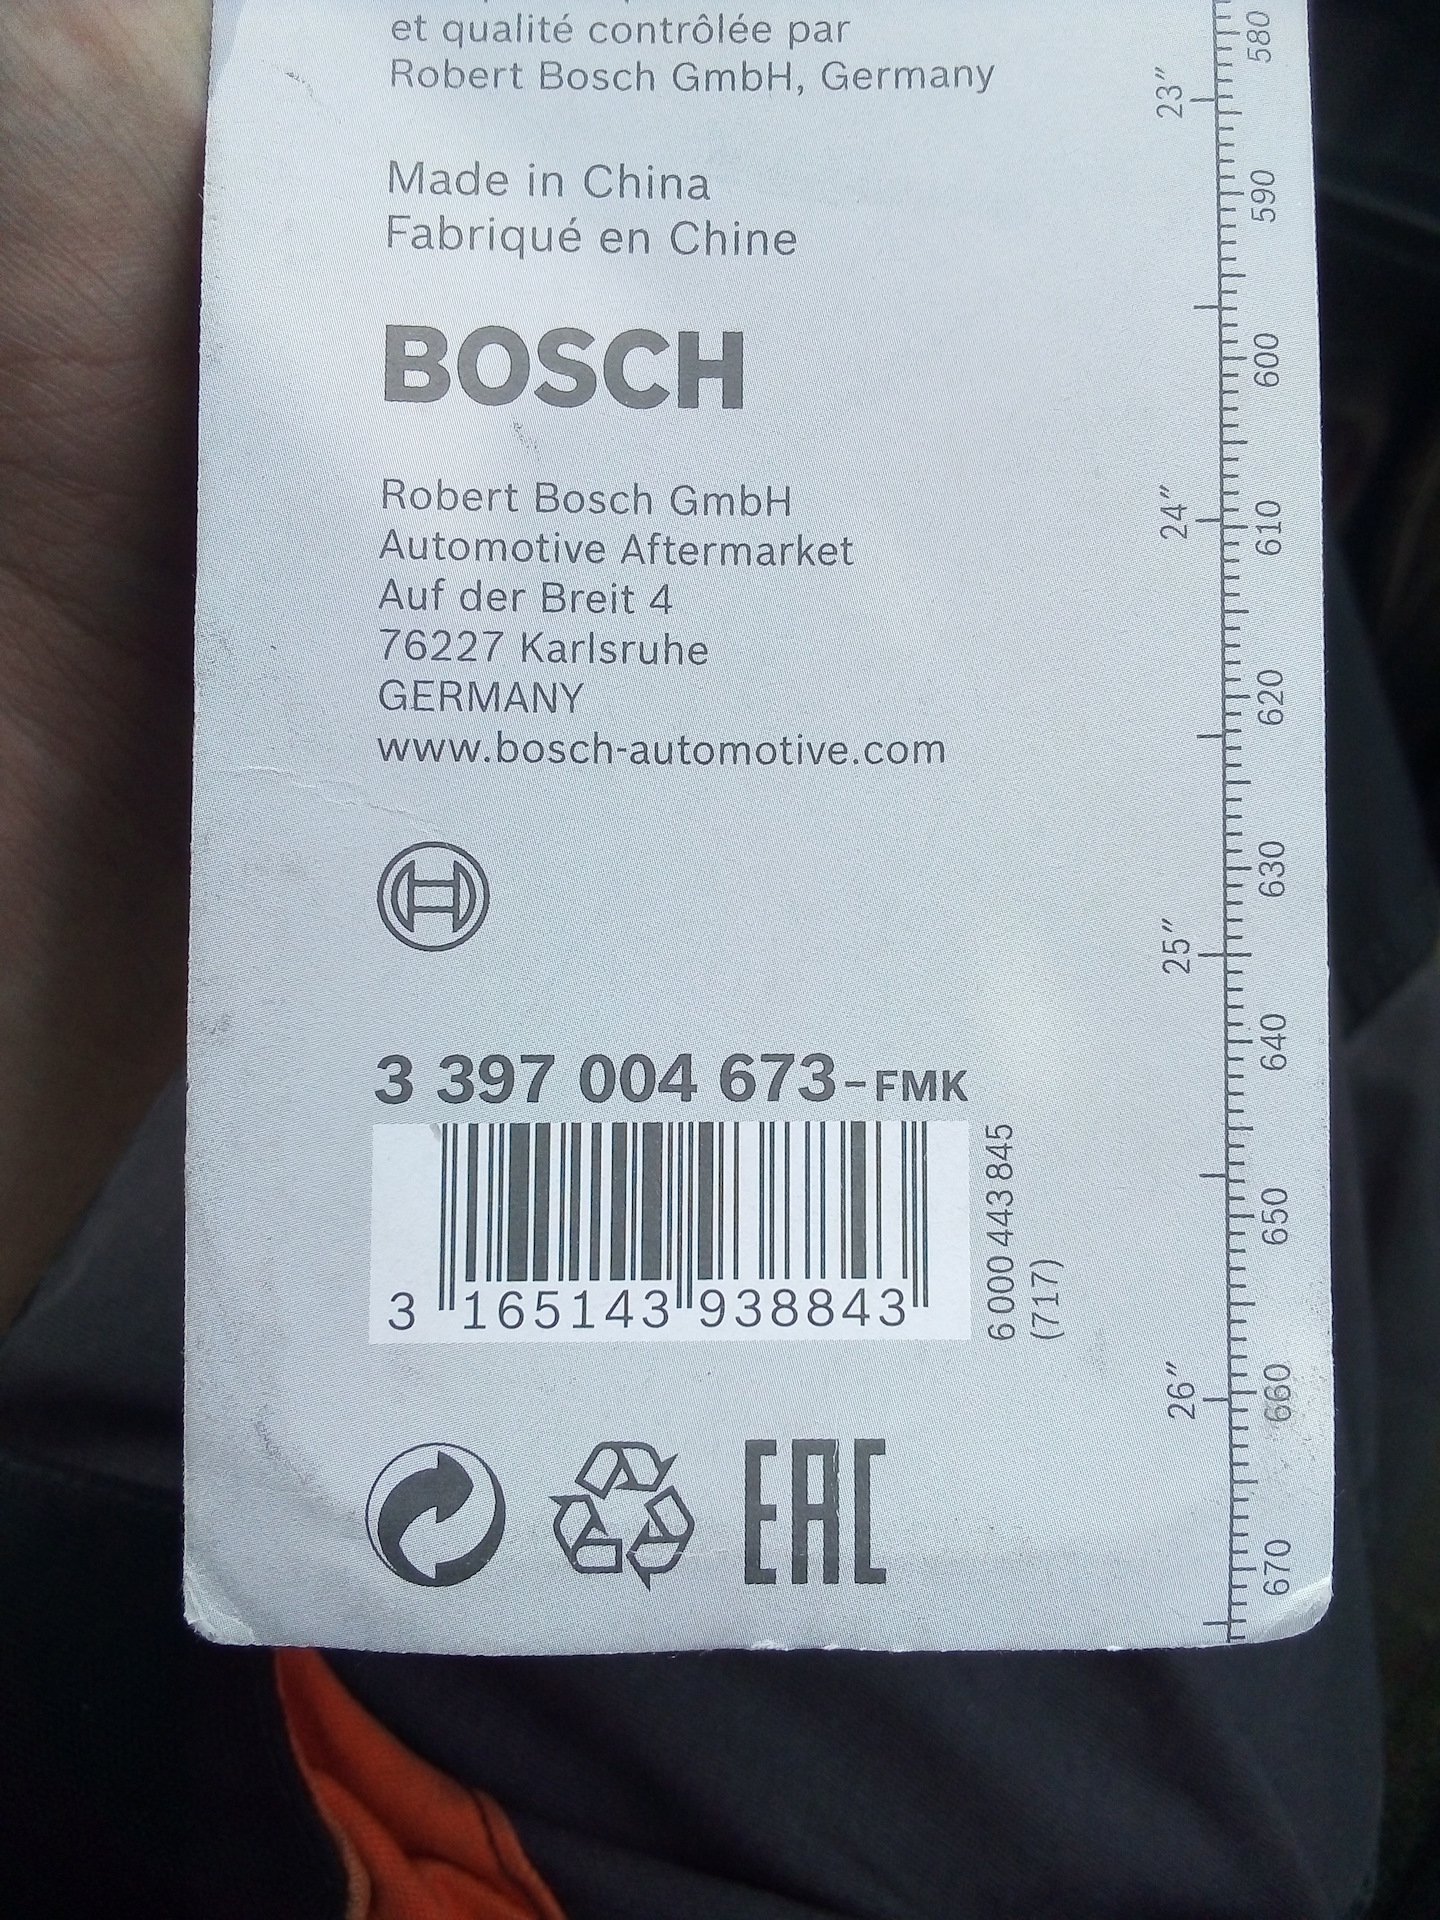 et qualité contrôlée par
Robert Bosch GmbH, Germany
Made in China
Fabriqué en Chine
BOSCH
Robert Bosch GmbH
Automotive Aftermarket
Auf der Breit 4
76227 Karlsruhe
GERMANY
www.bosch-automotive.com
3 397 004 673-FMK
3 165143 938843
6 000 443 845
(717)
EAC
23″
24″
25″
26″
580
590
600
610
620
630
640
650
660
670